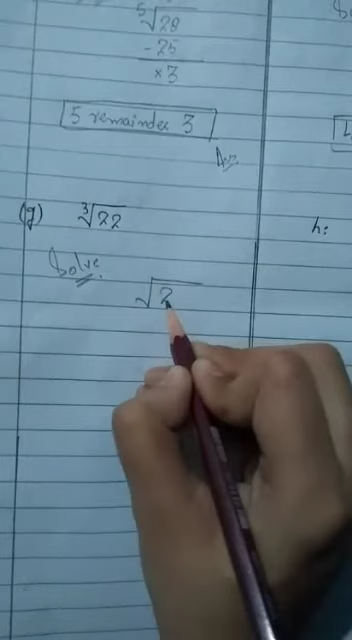 5√28
-25
×3
5 remainder 3
Ans.
(g) 3√22
h:
Solve
√2